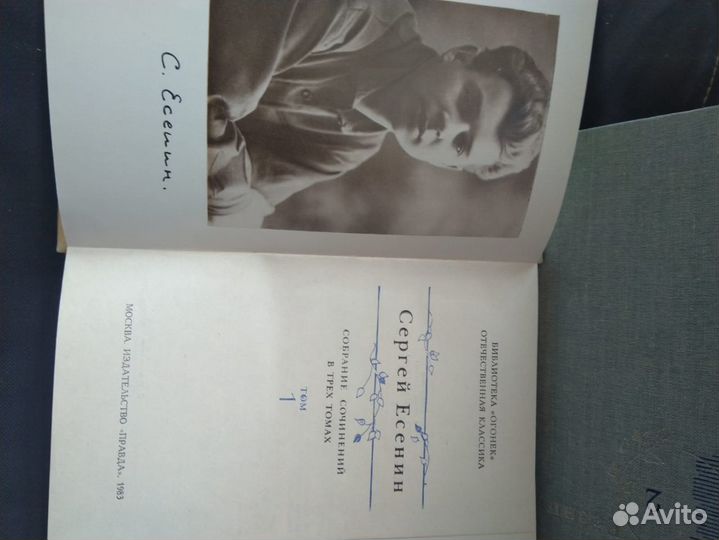 С. Есенин.
БИБЛИОТЕКА «ОГОНЕК»
ОТЕЧЕСТВЕННАЯ КЛАССИКА
Сергей Есенин
СОБРАНИЕ СОЧИНЕНИЙ
В ТРЕХ ТОМАХ
ТОМ
1
МОСКВА. ИЗДАТЕЛЬСТВО «ПРАВДА», 1983
Avito